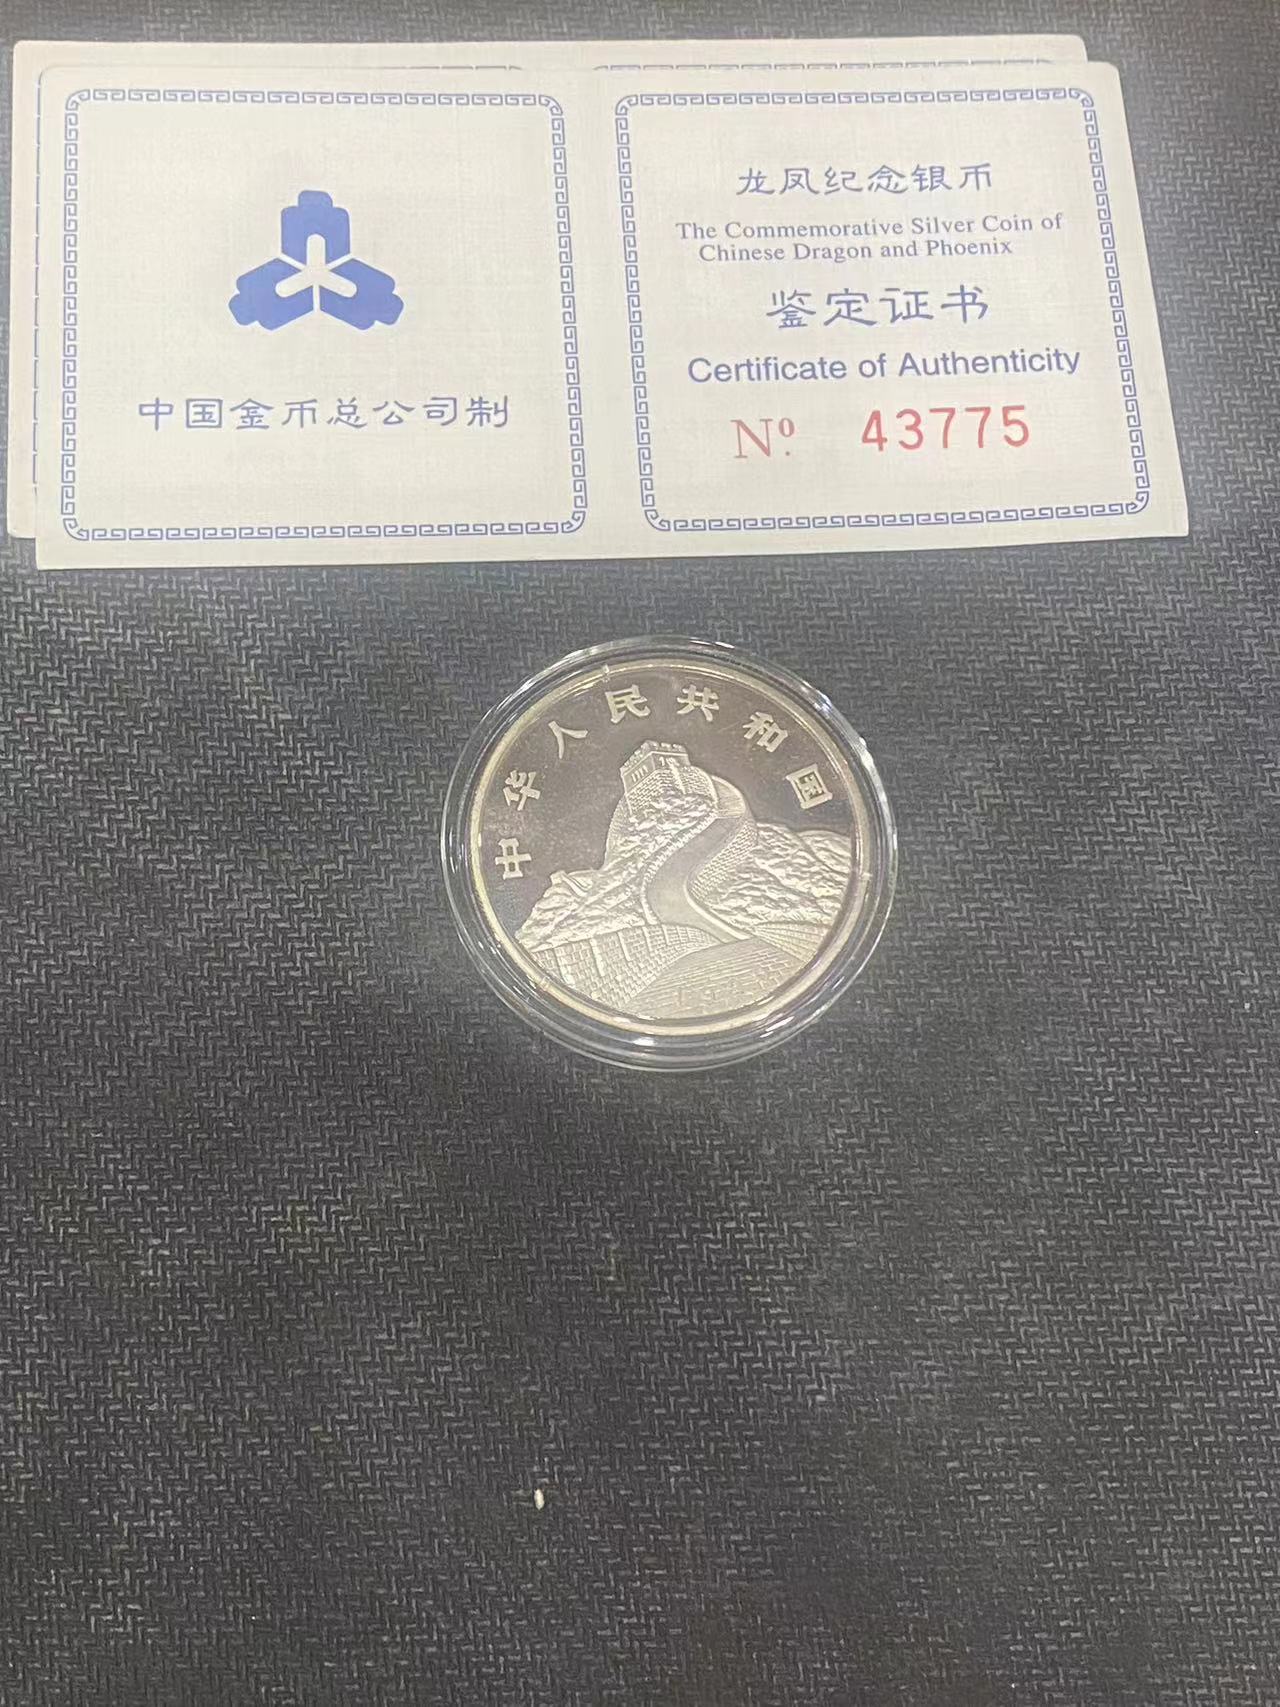 中国金币总公司制
龙凤纪念银币
The Commemorative Silver Coin of
Chinese Dragon and Phoenix
鉴定证书
Certificate of Authenticity
Nº. 43775
中华人民共和国